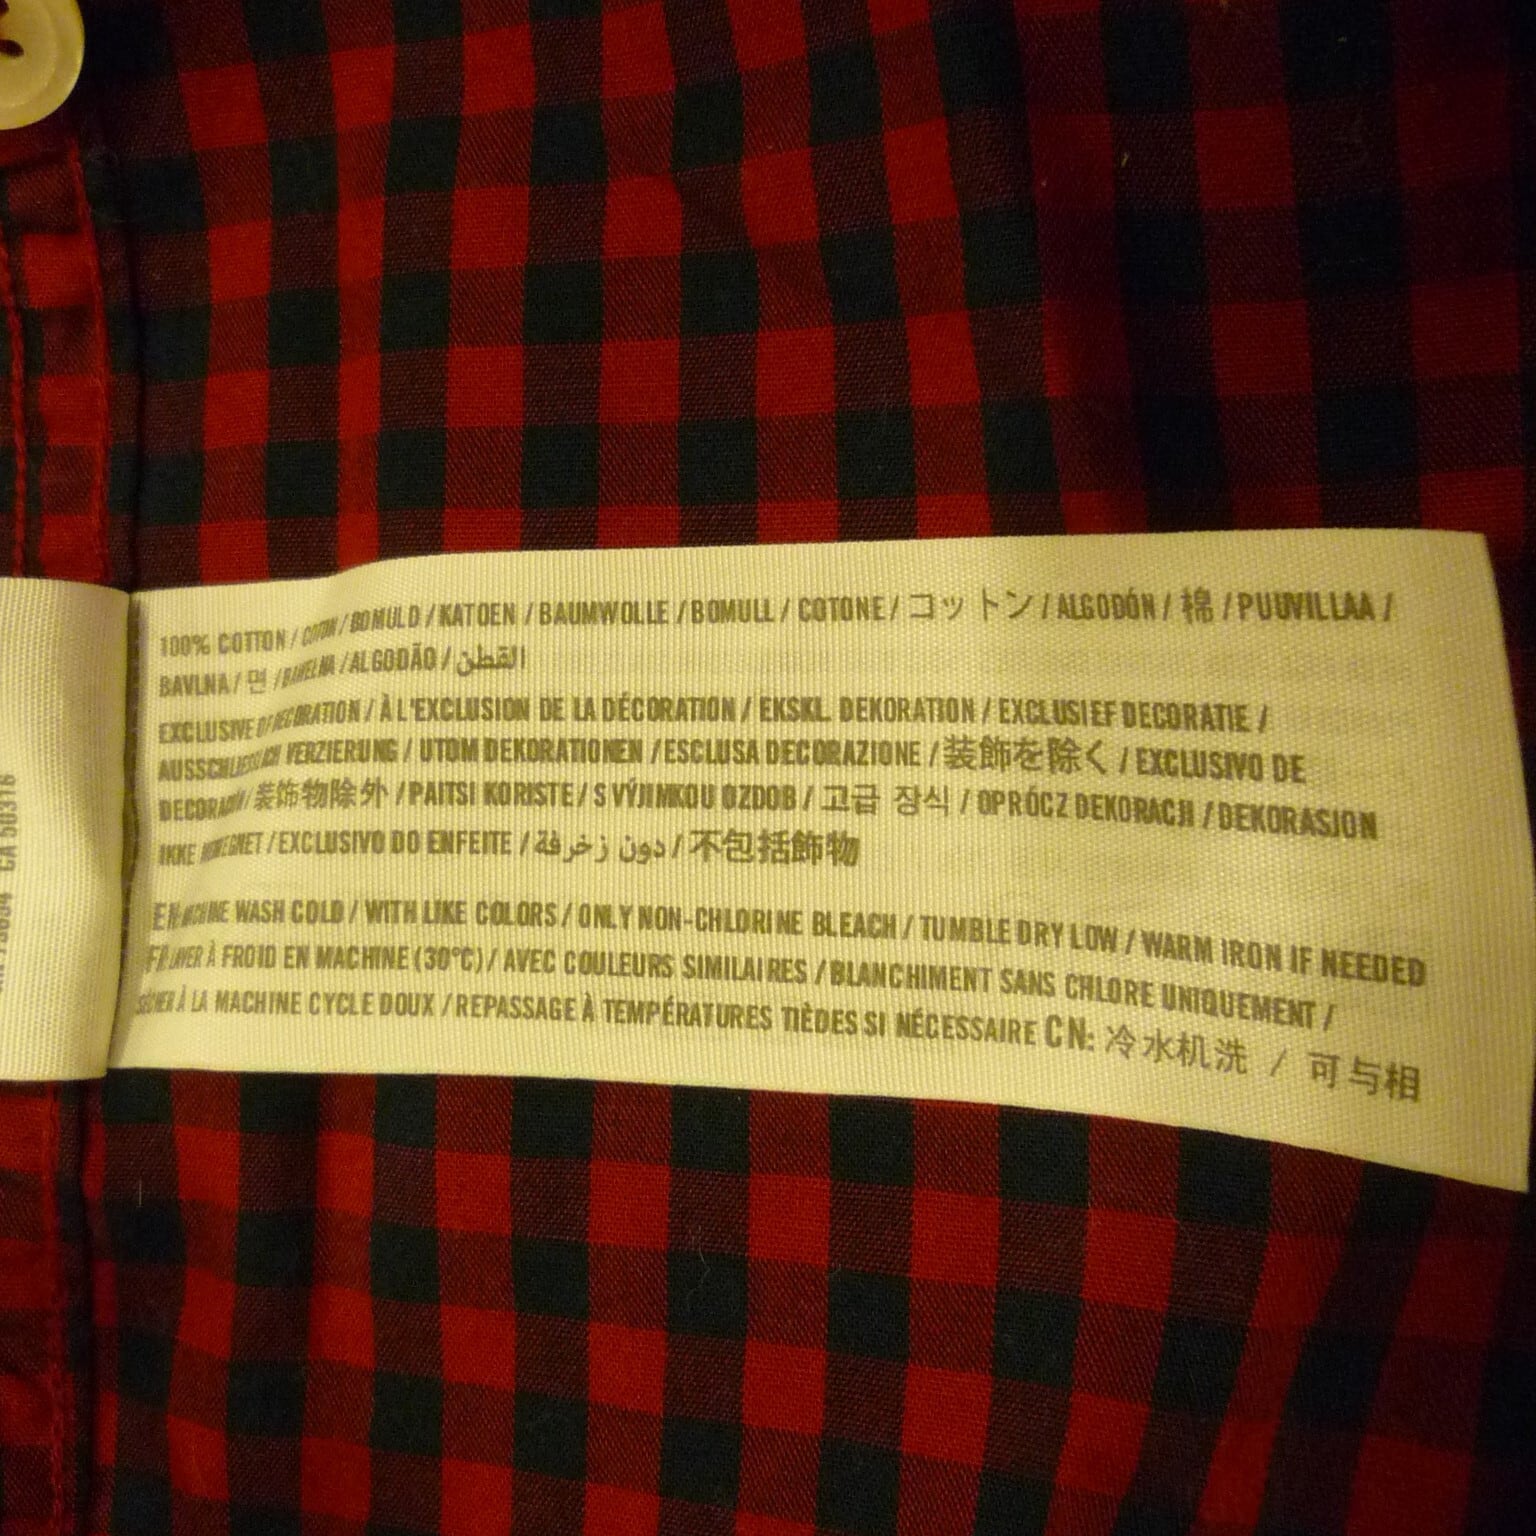 100% COTTON / COTON / BOMULD / KATOEN / BAUMWOLLE / BOMULL / COTONE / コットン / ALGODÓN / 棉 / PUUVILLAA /
BAVLNA / 면 / BAWEŁNA / ALGODÃO / القطن
EXCLUSIVE OF DECORATION / À L'EXCLUSION DE LA DÉCORATION / EKSKL. DEKORATION / EXCLUSIEF DECORATIE /
AUSSCHLIESSLICH VERZIERUNG / UTOM DEKORATIONEN / ESCLUSA DECORAZIONE / 装飾を除く / EXCLUSIVO DE
DECORACIÓN / 装饰物除外 / PAITSI KORISTE / S VÝJIMKOU OZDOB / 고급 장식 / OPRÓCZ DEKORACJI / DEKORASJON
IKKE MEDREGNET / EXCLUSIVO DO ENFEITE / دون زخرفة / 不包括飾物
EN: MACHINE WASH COLD / WITH LIKE COLORS / ONLY NON-CHLORINE BLEACH / TUMBLE DRY LOW / WARM IRON IF NEEDED
FR: LAVER À FROID EN MACHINE (30°C) / AVEC COULEURS SIMILAIRES / BLANCHIMENT SANS CHLORE UNIQUEMENT /
SÉCHER À LA MACHINE CYCLE DOUX / REPASSAGE À TEMPÉRATURES TIÈDES SI NÉCESSAIRE CN: 冷水机洗 / 可与相
CA 50316